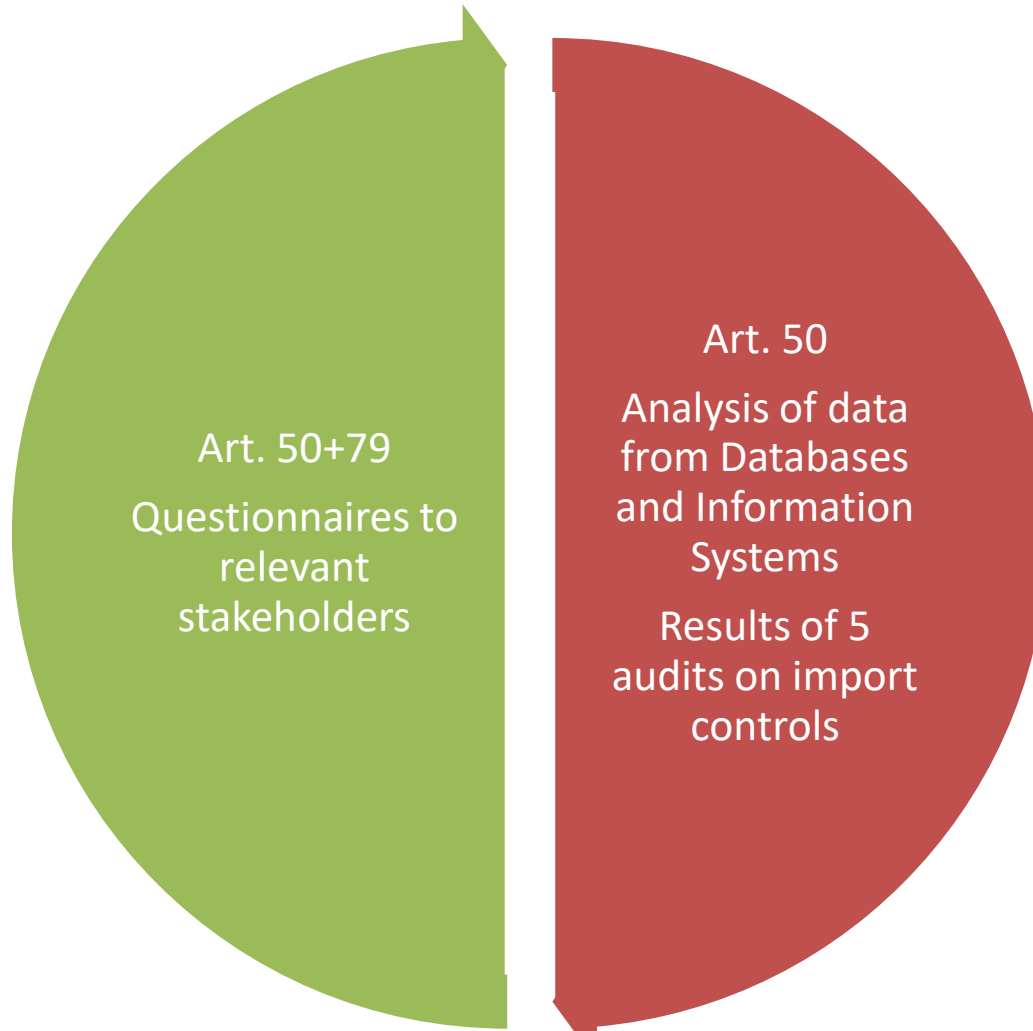 Art. 50+79
Questionnaires to
relevant
stakeholders
Art. 50
Analysis of data
from Databases
and Information
Systems
Results of 5
audits on import
controls